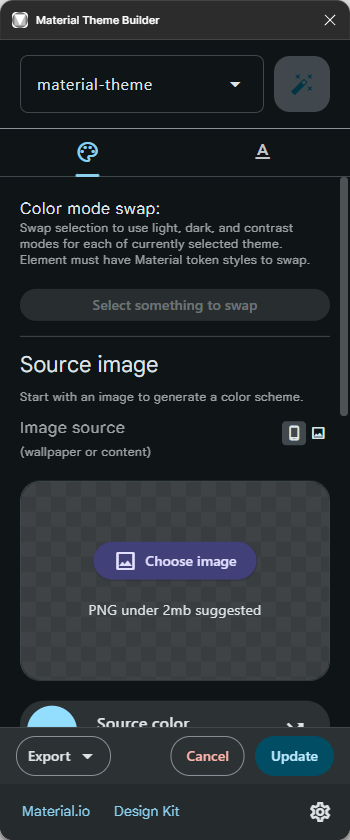 Material Theme Builder
material-theme
A
Color mode swap:
Swap selection to use light, dark, and contrast
modes for each of currently selected theme.
Element must have Material token styles to swap.
Select something to swap
Source image
Start with an image to generate a color scheme.
Image source
(wallpaper or content)
Choose image
PNG under 2mb suggested
Source color
Export
Cancel
Update
Material.io
Design Kit